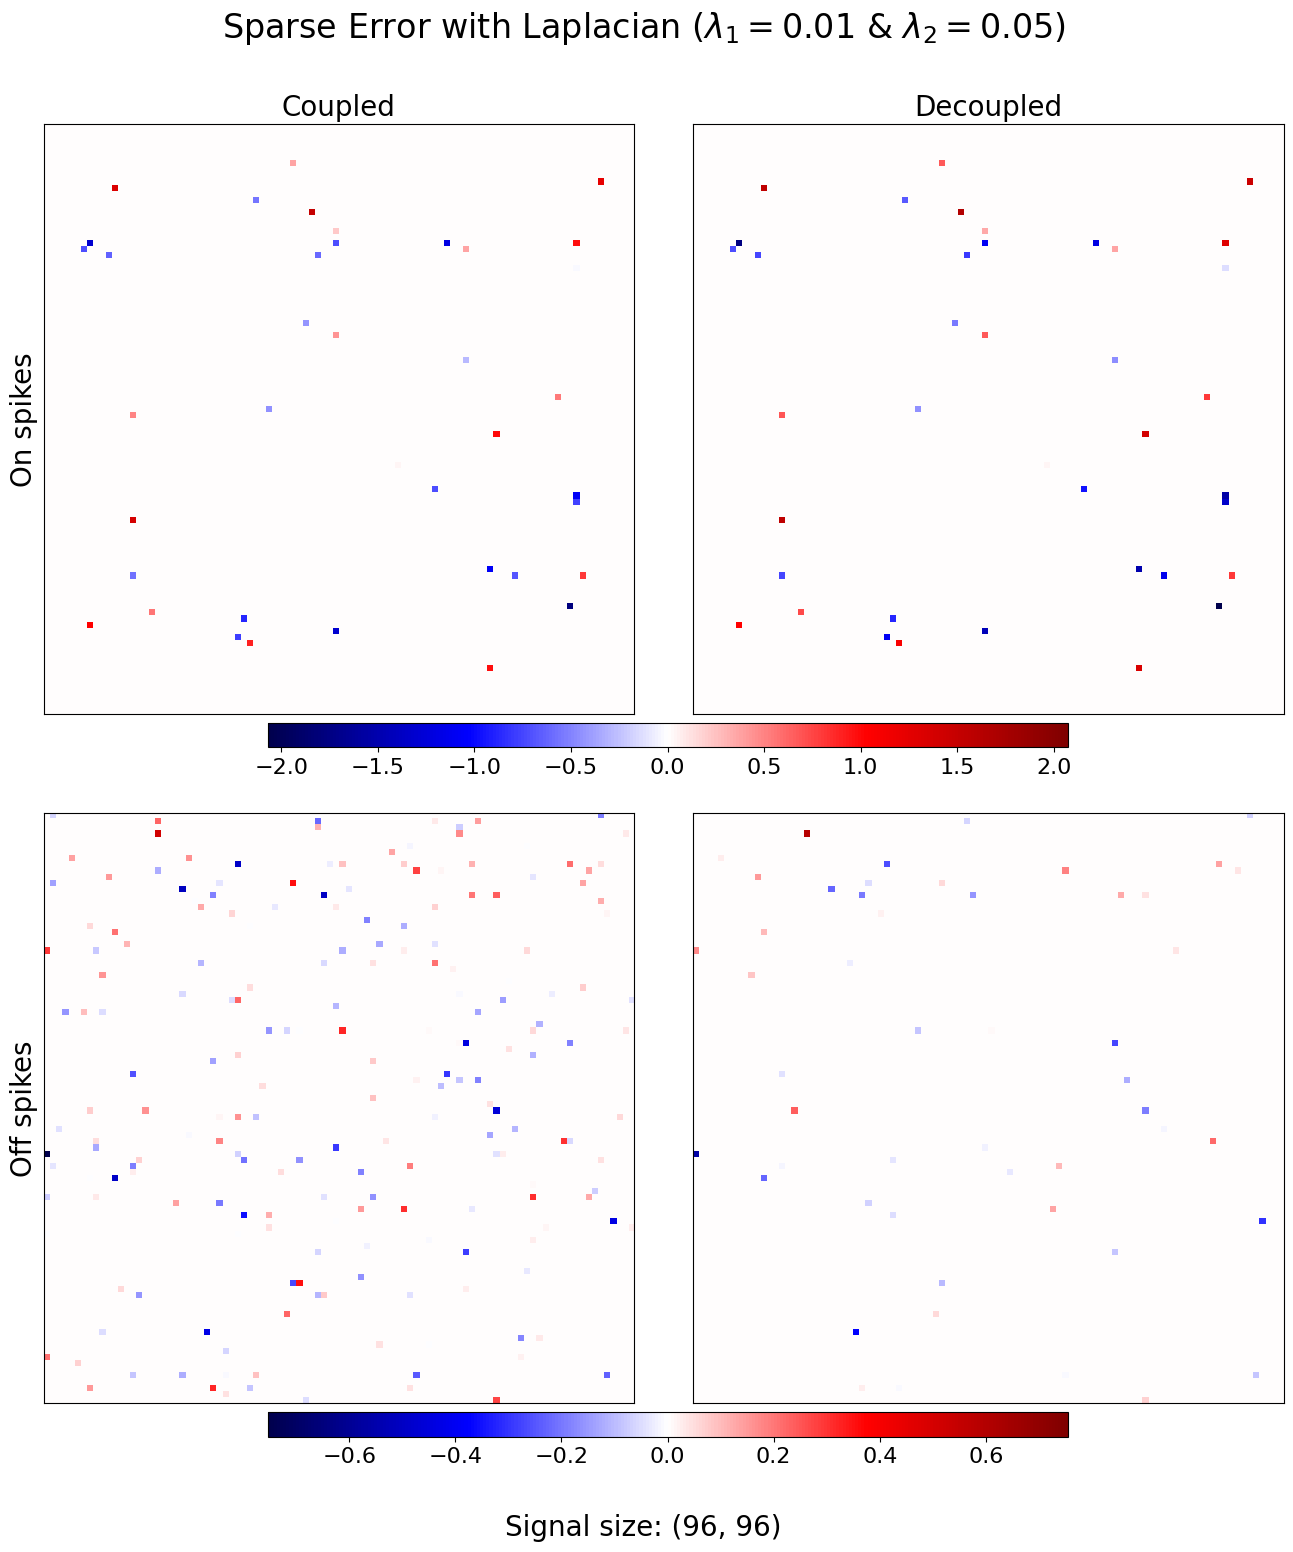 Sparse Error with Laplacian (λ₁ = 0.01 & λ₂ = 0.05)
Coupled
Decoupled
On spikes
−2.0 −1.5 −1.0 −0.5 0.0 0.5 1.0 1.5 2.0
Off spikes
−0.6 −0.4 −0.2 0.0 0.2 0.4 0.6
Signal size: (96, 96)